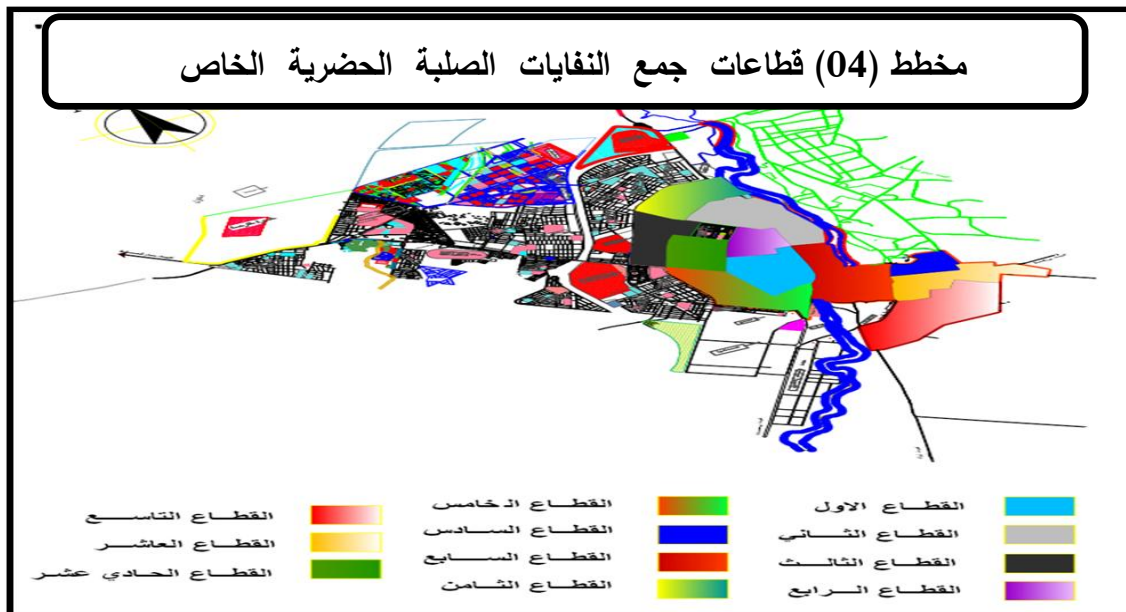 مخطط (04) قطاعات جمع النفايات الصلبة الحضرية الخاص
القطاع الاول
القطاع الثاني
القطاع الثالث
القطاع الرابع
القطاع الخامس
القطاع السادس
القطاع السابع
القطاع الثامن
القطاع التاسع
القطاع العاشر
القطاع الحادي عشر